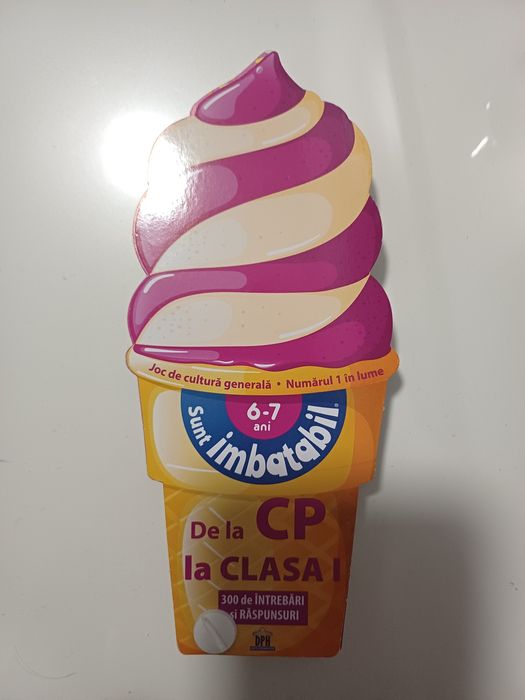 Joc de cultură generală • Numărul 1 în lume
6-7
ani
Sunt imbatabil®
De la CP
la CLASA I
300 de ÎNTREBĂRI
și RĂSPUNSURI
DPH